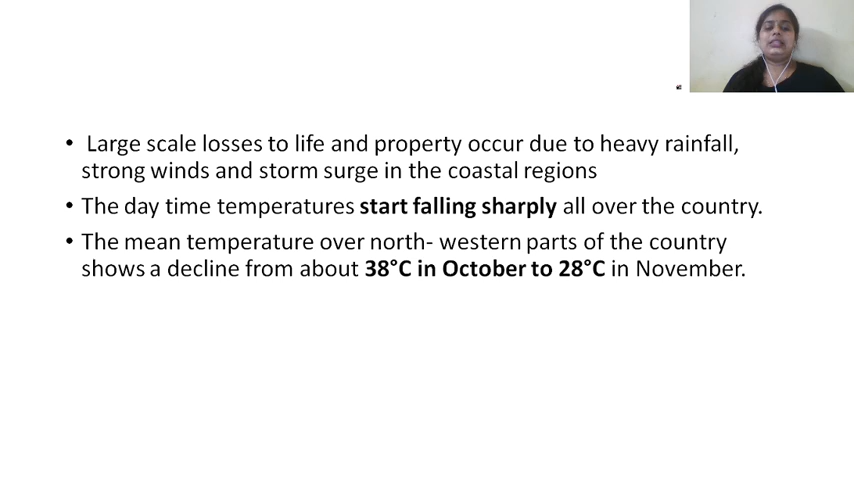 • Large scale losses to life and property occur due to heavy rainfall,
strong winds and storm surge in the coastal regions
• The day time temperatures start falling sharply all over the country.
• The mean temperature over north- western parts of the country
shows a decline from about 38°C in October to 28°C in November.